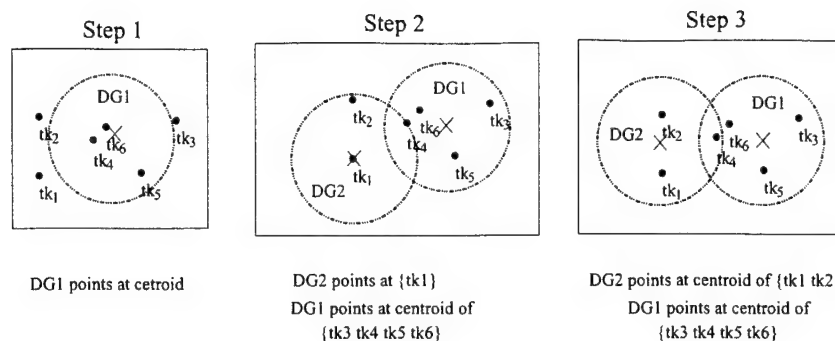 Step 1
Step 2
Step 3
DG1
tk2
tk6
tk3
tk4
tk1
tk5
DG1
tk2
tk6
tk3
tk4
tk1
tk5
DG2
DG1
DG2
tk2
tk6
tk3
tk4
tk1
tk5
DG1 points at cetroid
DG2 points at {tk1}
DG1 points at centroid of
{tk3 tk4 tk5 tk6}
DG2 points at centroid of {tk1 tk2
DG1 points at centroid of
{tk3 tk4 tk5 tk6}